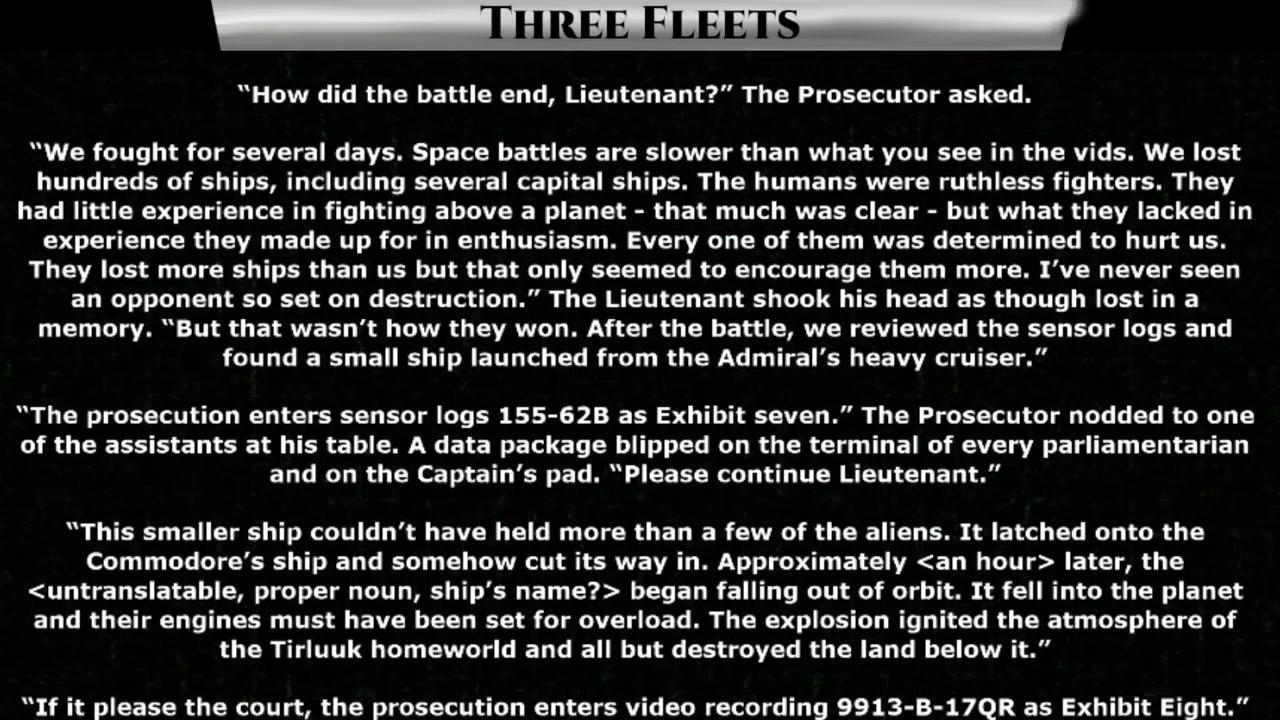 THREE FLEETS
“How did the battle end, Lieutenant?” The Prosecutor asked.
“We fought for several days. Space battles are slower than what you see in the vids. We lost
hundreds of ships, including several capital ships. The humans were ruthless fighters. They
had little experience in fighting above a planet - that much was clear - but what they lacked in
experience they made up for in enthusiasm. Every one of them was determined to hurt us.
They lost more ships than us but that only seemed to encourage them more. I’ve never seen
an opponent so set on destruction.” The Lieutenant shook his head as though lost in a
memory. “But that wasn’t how they won. After the battle, we reviewed the sensor logs and
found a small ship launched from the Admiral’s heavy cruiser.”
“The prosecution enters sensor logs 155-62B as Exhibit seven.” The Prosecutor nodded to one
of the assistants at his table. A data package blipped on the terminal of every parliamentarian
and on the Captain’s pad. “Please continue Lieutenant.”
“This smaller ship couldn’t have held more than a few of the aliens. It latched onto the
Commodore’s ship and somehow cut its way in. Approximately <an hour> later, the
<untranslatable, proper noun, ship’s name?> began falling out of orbit. It fell into the planet
and their engines must have been set for overload. The explosion ignited the atmosphere of
the Tirluuk homeworld and all but destroyed the land below it.”
“If it please the court, the prosecution enters video recording 9913-B-17QR as Exhibit Eight.”